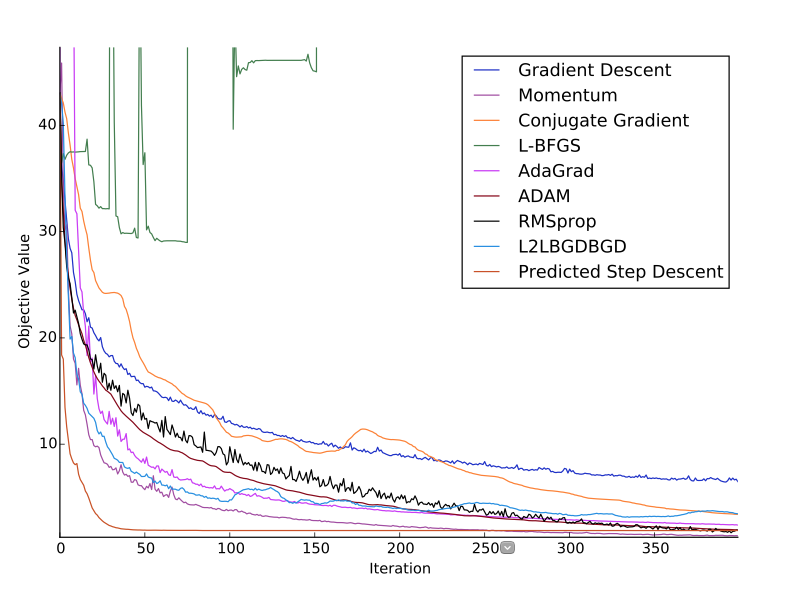 Gradient Descent
Momentum
Conjugate Gradient
L-BFGS
AdaGrad
ADAM
RMSprop
L2LBGDBGD
Predicted Step Descent
40
30
20
10
Objective Value
0 50 100 150 200 250 300 350
Iteration